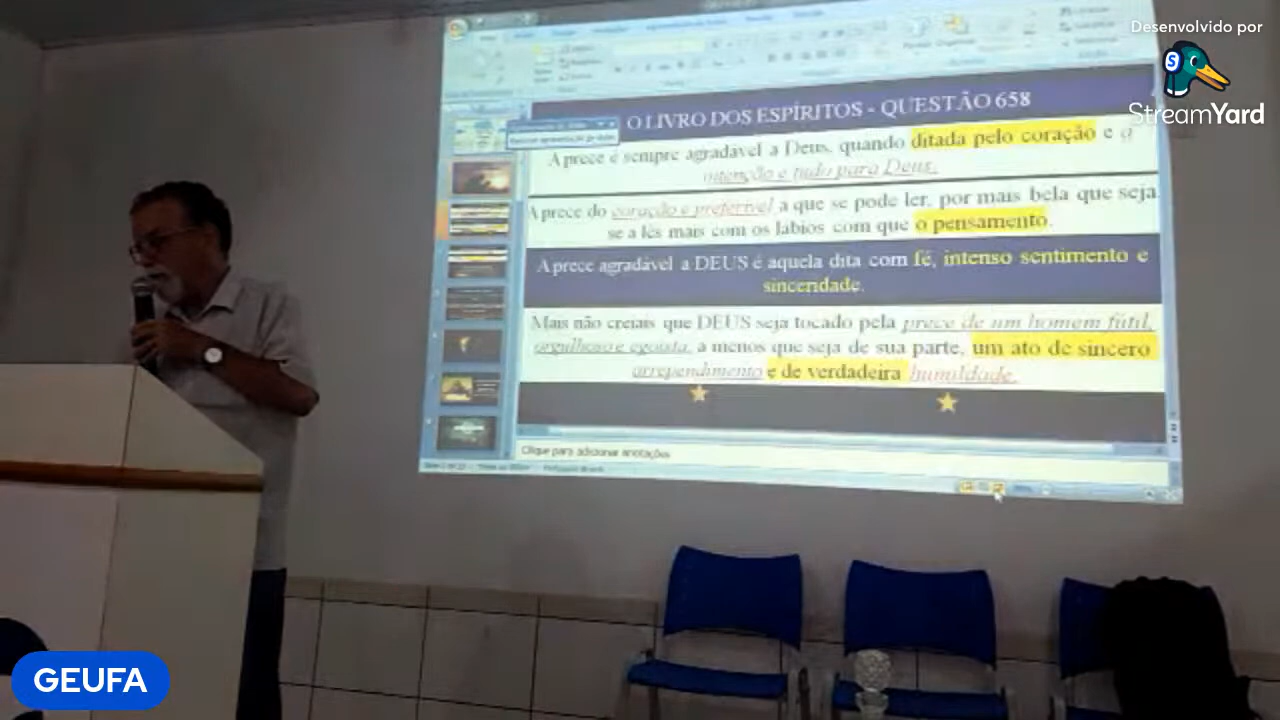 Desenvolvido por
StreamYard
O LIVRO DOS ESPÍRITOS - QUESTÃO 658
A prece é sempre agradável a Deus, quando ditada pelo coração e a
intenção e tudo para Deus.
A prece do coração e preferível a que se pode ler, por mais bela que seja,
se a lês mais com os lábios com que o pensamento.
A prece agradável a DEUS é aquela dita com fé, intenso sentimento e
sinceridade.
Mais não creiais que DEUS seja tocado pela prece de um homem fútil,
orgulhoso e egoísta, a menos que seja de sua parte, um ato de sincero
arrependimento e de verdadeira humildade.
Clique para adicionar anotações
GEUFA